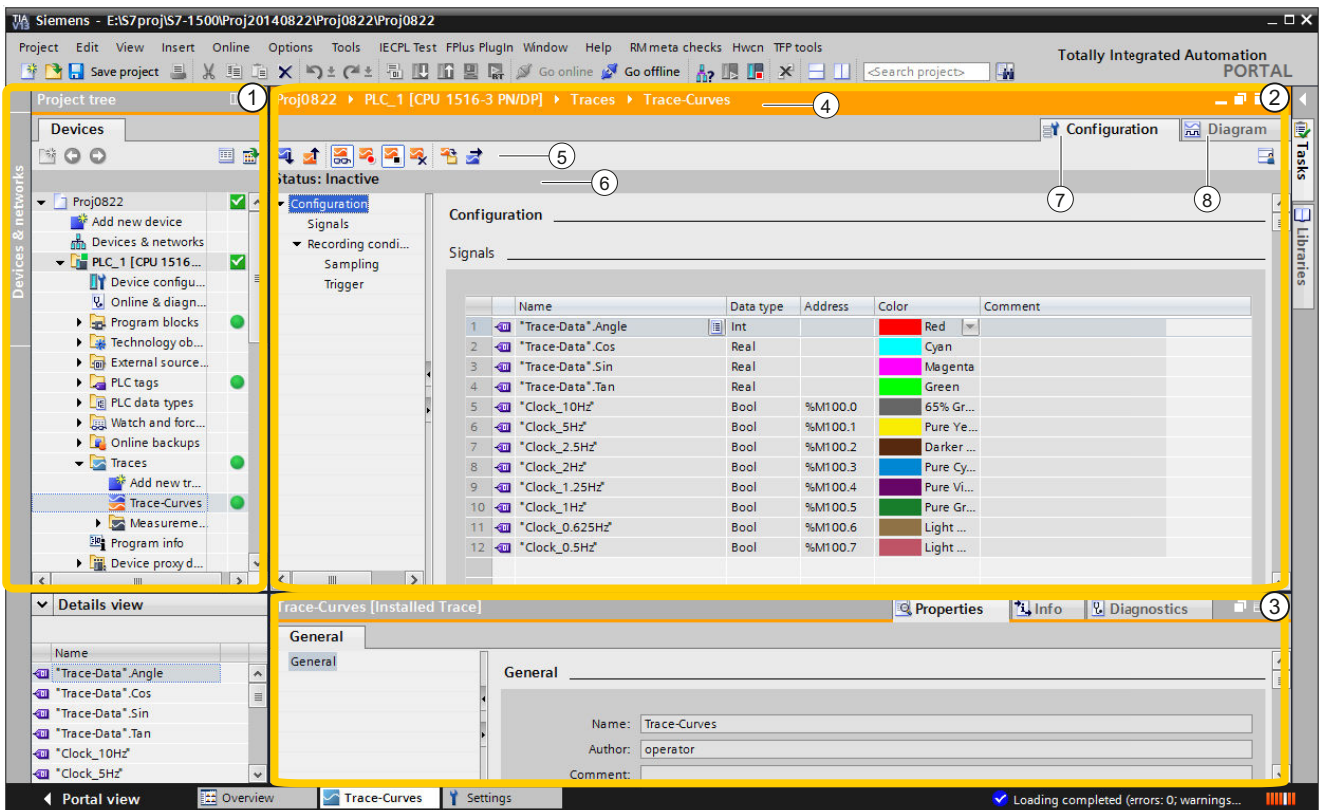 TIA V13 Siemens - E:\S7proj\S7-1500\Proj20140822\Proj0822\Proj0822
Project Edit View Insert Online Options Tools IECPL Test FPlus PlugIn Window Help RM meta checks Hwcn TFP tools
Totally Integrated Automation
PORTAL
Save project Go online Go offline <Search project>
Project tree 1
Proj0822 PLC_1 [CPU 1516-3 PN/DP] Traces Trace-Curves 4 2
Devices
Configuration Diagram
5
7 8
Status: Inactive 6
Devices & networks
Proj0822
Add new device
Devices & networks
PLC_1 [CPU 1516...
Device configu...
Online & diagn...
Program blocks
Technology ob...
External source...
PLC tags
PLC data types
Watch and forc...
Online backups
Traces
Add new tr...
Trace-Curves
Measureme...
Program info
Device proxy d...
Configuration
Signals
Recording condi...
Sampling
Trigger
Configuration
Signals
Name Data type Address Color Comment
1 "Trace-Data".Angle Int Red
2 "Trace-Data".Cos Real Cyan
3 "Trace-Data".Sin Real Magenta
4 "Trace-Data".Tan Real Green
5 "Clock_10Hz" Bool %M100.0 65% Gr...
6 "Clock_5Hz" Bool %M100.1 Pure Ye...
7 "Clock_2.5Hz" Bool %M100.2 Darker ...
8 "Clock_2Hz" Bool %M100.3 Pure Cy...
9 "Clock_1.25Hz" Bool %M100.4 Pure Vi...
10 "Clock_1Hz" Bool %M100.5 Pure Gr...
11 "Clock_0.625Hz" Bool %M100.6 Light ...
12 "Clock_0.5Hz" Bool %M100.7 Light ...
Tasks
Libraries
Details view
Name
"Trace-Data".Angle
"Trace-Data".Cos
"Trace-Data".Sin
"Trace-Data".Tan
"Clock_10Hz"
"Clock_5Hz"
Trace-Curves [Installed Trace]
Properties Info Diagnostics 3
General
General
General
Name: Trace-Curves
Author: operator
Comment:
Portal view Overview Trace-Curves Settings
Loading completed (errors: 0; warnings...